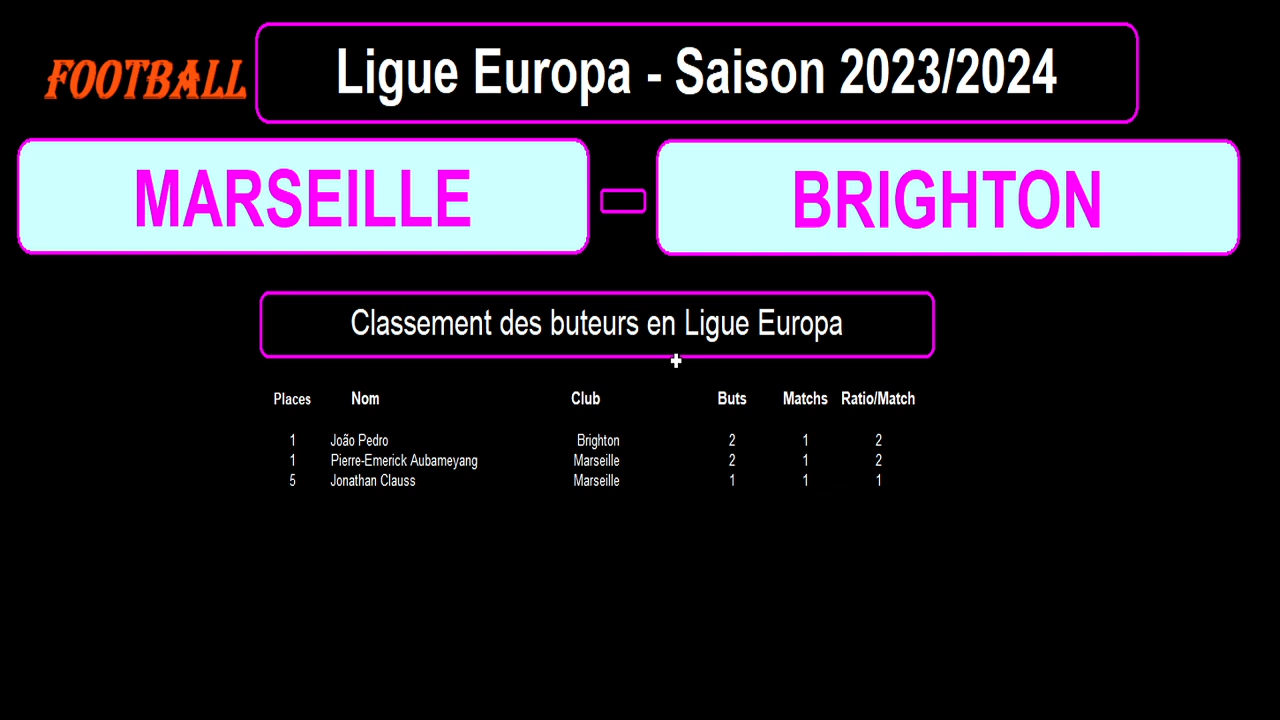 FOOTBALL
Ligue Europa - Saison 2023/2024
MARSEILLE - BRIGHTON
Classement des buteurs en Ligue Europa
Places Nom Club Buts Matchs Ratio/Match
1 João Pedro Brighton 2 1 2
1 Pierre-Emerick Aubameyang Marseille 2 1 2
5 Jonathan Clauss Marseille 1 1 1